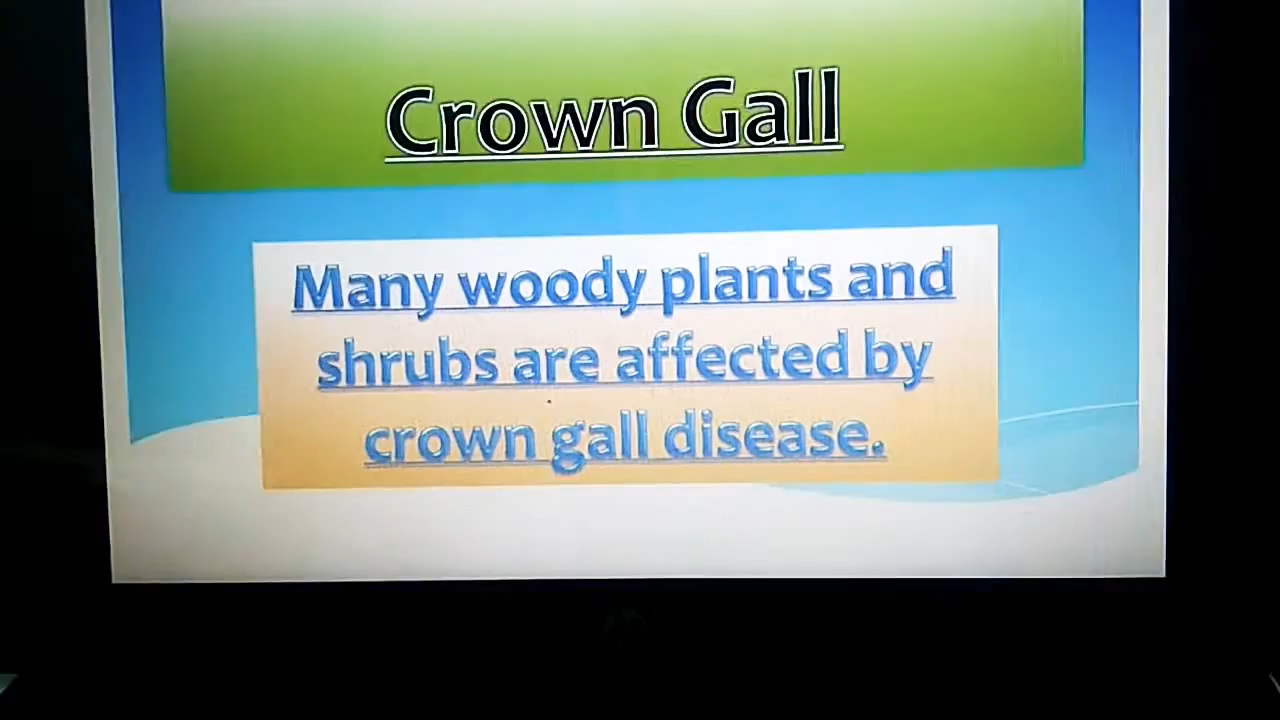 Crown Gall
Many woody plants and
shrubs are affected by
crown gall disease.